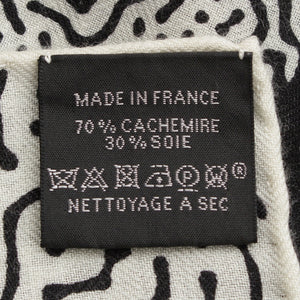 MADE IN FRANCE
70% CACHEMIRE
30% SOIE
P ®
NETTOYAGE A SEC